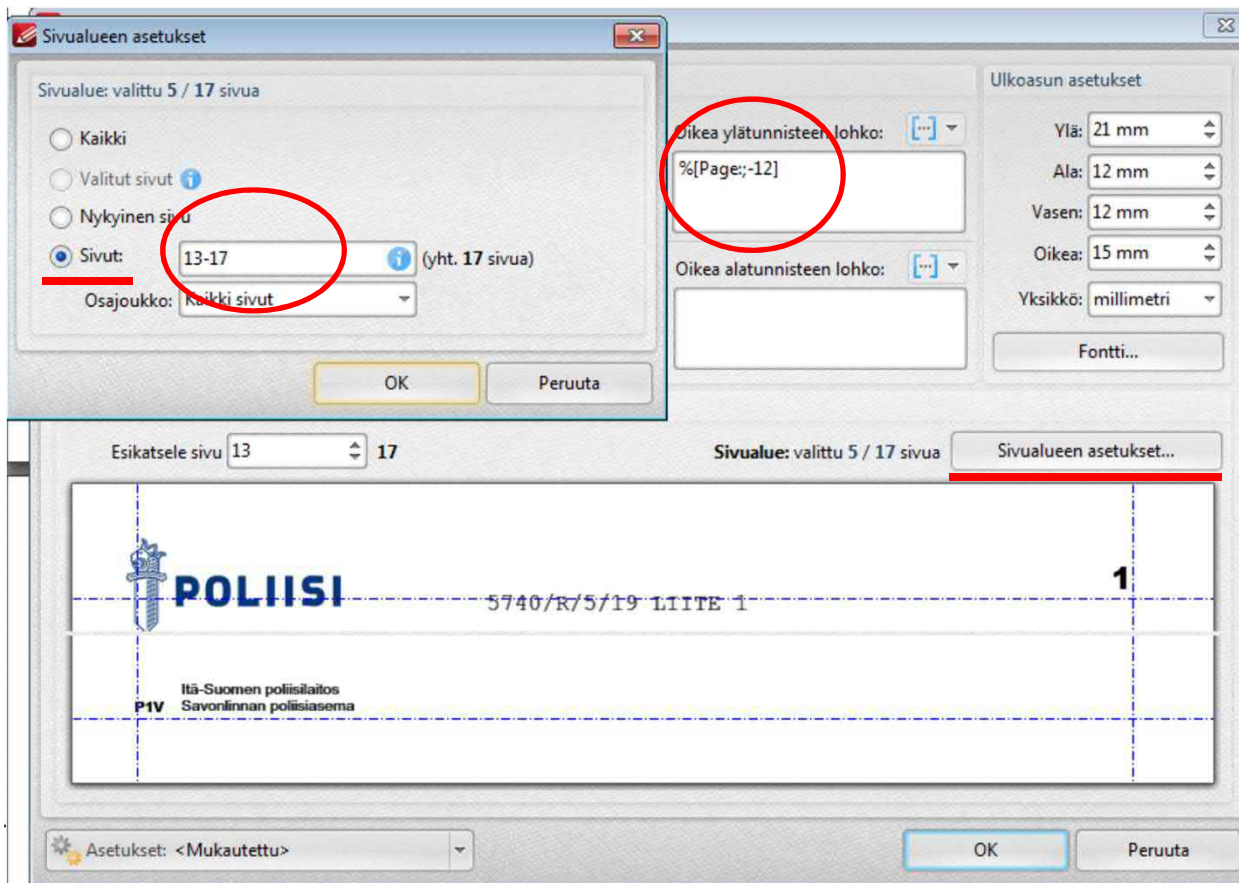 Sivualueen asetukset
Sivualue: valittu 5 / 17 sivua
Kaikki
Valitut sivut
Nykyinen sivu
Sivut: 13-17 (yht. 17 sivua)
Osajoukko: Kaikki sivut
OK Peruuta
Oikea ylätunnisteen lohko:
%[Page:;-12]
Oikea alatunnisteen lohko:
Ulkoasun asetukset
Ylä: 21 mm
Ala: 12 mm
Vasen: 12 mm
Oikea: 15 mm
Yksikkö: millimetri
Fontti...
Esikatsele sivu 13 17 Sivualue: valittu 5 / 17 sivua Sivualueen asetukset...
POLIISI 5740/R/5/19 LIITE 1 1
Itä-Suomen poliisilaitos
P1V Savonlinnan poliisiasema
Asetukset: <Mukautettu> OK Peruuta